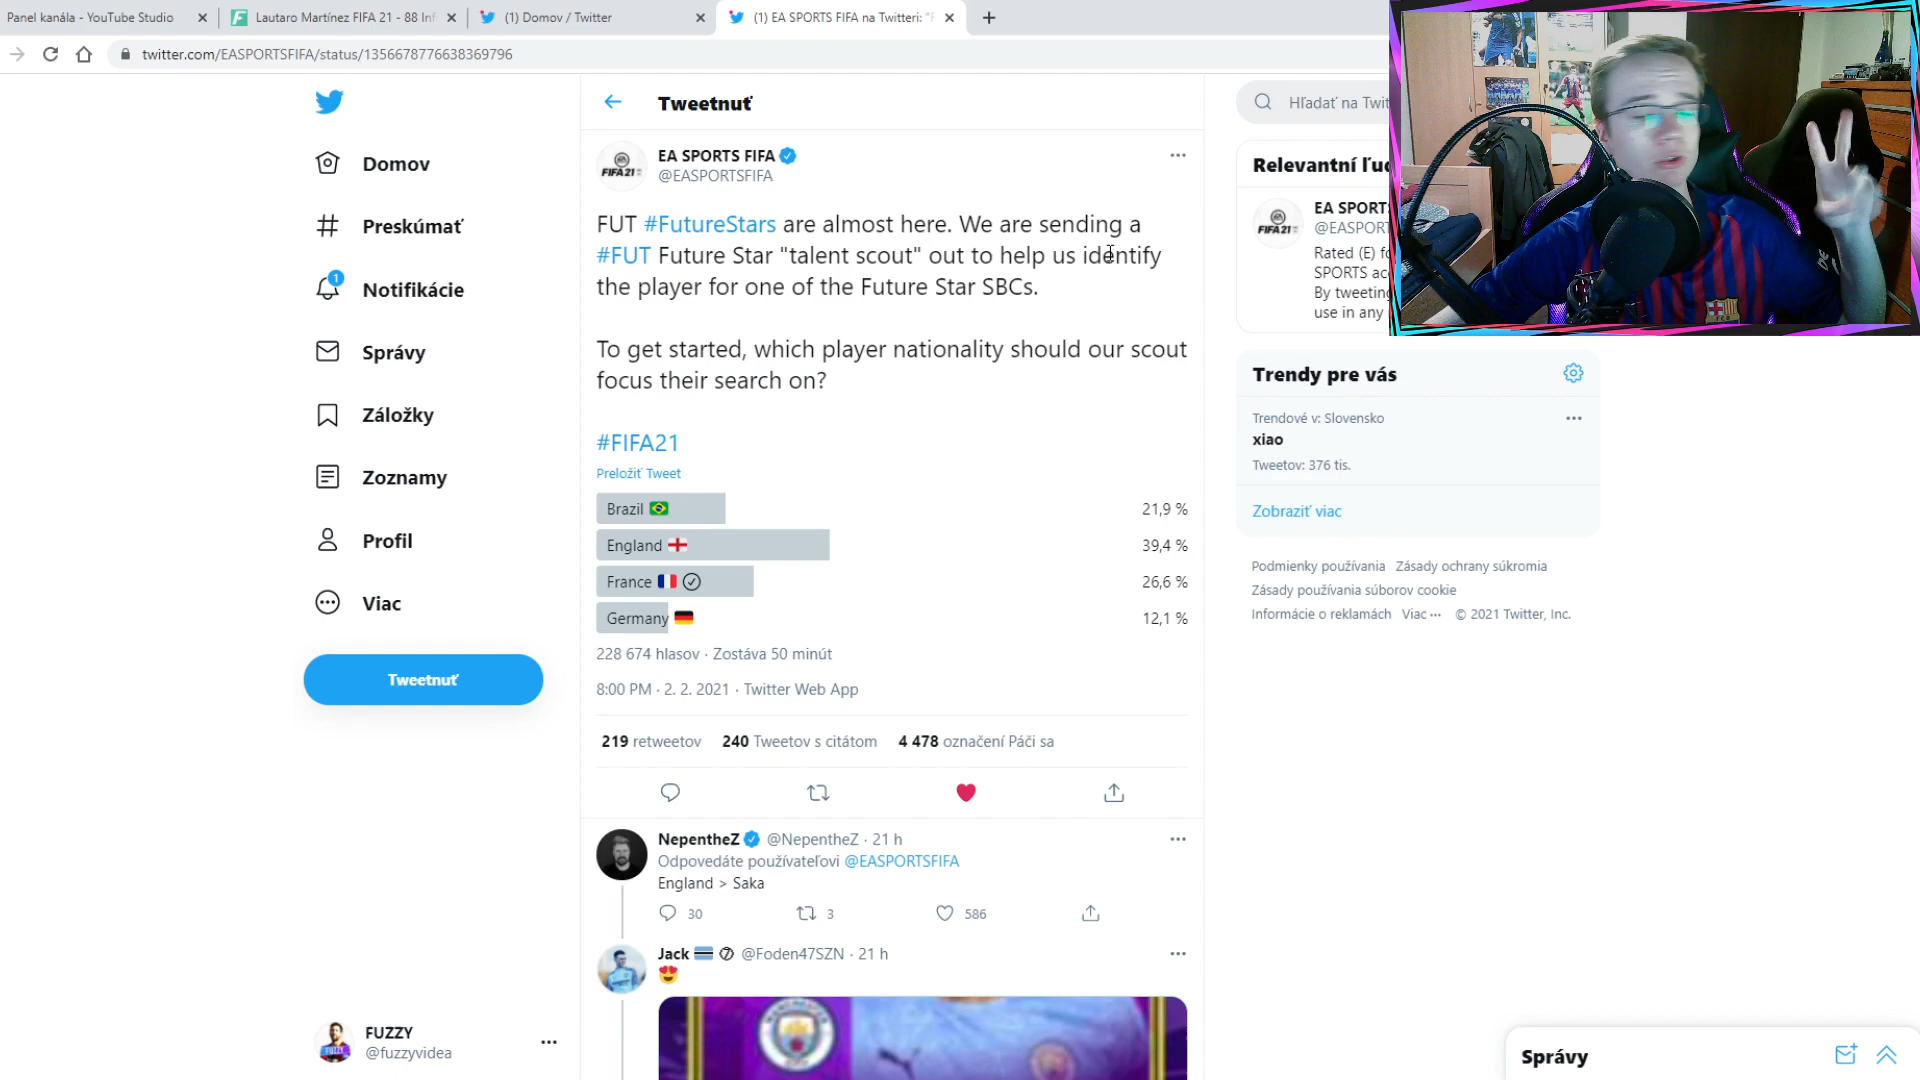 Panel kanála - YouTube Studio
Lautaro Martínez FIFA 21 - 88 Inf
(1) Domov / Twitter
(1) EA SPORTS FIFA na Twitteri: "F
twitter.com/EASPORTSFIFA/status/1356678776638369796
Domov
Preskúmať
1
Notifikácie
Správy
Záložky
Zoznamy
Profil
Viac
Tweetnuť
FUZZY
@fuzzyvidea
Tweetnuť
EA SPORTS FIFA
@EASPORTSFIFA
FUT #FutureStars are almost here. We are sending a
#FUT Future Star "talent scout" out to help us identify
the player for one of the Future Star SBCs.
To get started, which player nationality should our scout
focus their search on?
#FIFA21
Preložiť Tweet
Brazil 21,9 %
England 39,4 %
France 26,6 %
Germany 12,1 %
228 674 hlasov · Zostáva 50 minút
8:00 PM · 2. 2. 2021 · Twitter Web App
219 retweetov 240 Tweetov s citátom 4 478 označení Páči sa
NepentheZ @NepentheZ · 21 h
Odpovedáte používateľovi @EASPORTSFIFA
England > Saka
30 3 586
Jack @Foden47SZN · 21 h
Hľadať na Twit
Relevantní ľu
EA SPORT
@EASPORT
Rated (E) fo
SPORTS ac
By tweeting
use in any
Trendy pre vás
Trendové v: Slovensko
xiao
Tweetov: 376 tis.
Zobraziť viac
Podmienky používania Zásady ochrany súkromia
Zásady používania súborov cookie
Informácie o reklamách Viac ··· © 2021 Twitter, Inc.
Správy